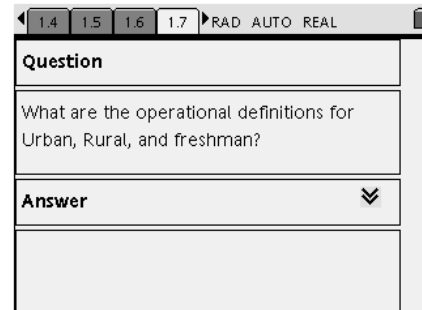 1.4 1.5 1.6 1.7 RAD AUTO REAL
Question
What are the operational definitions for
Urban, Rural, and freshman?
Answer